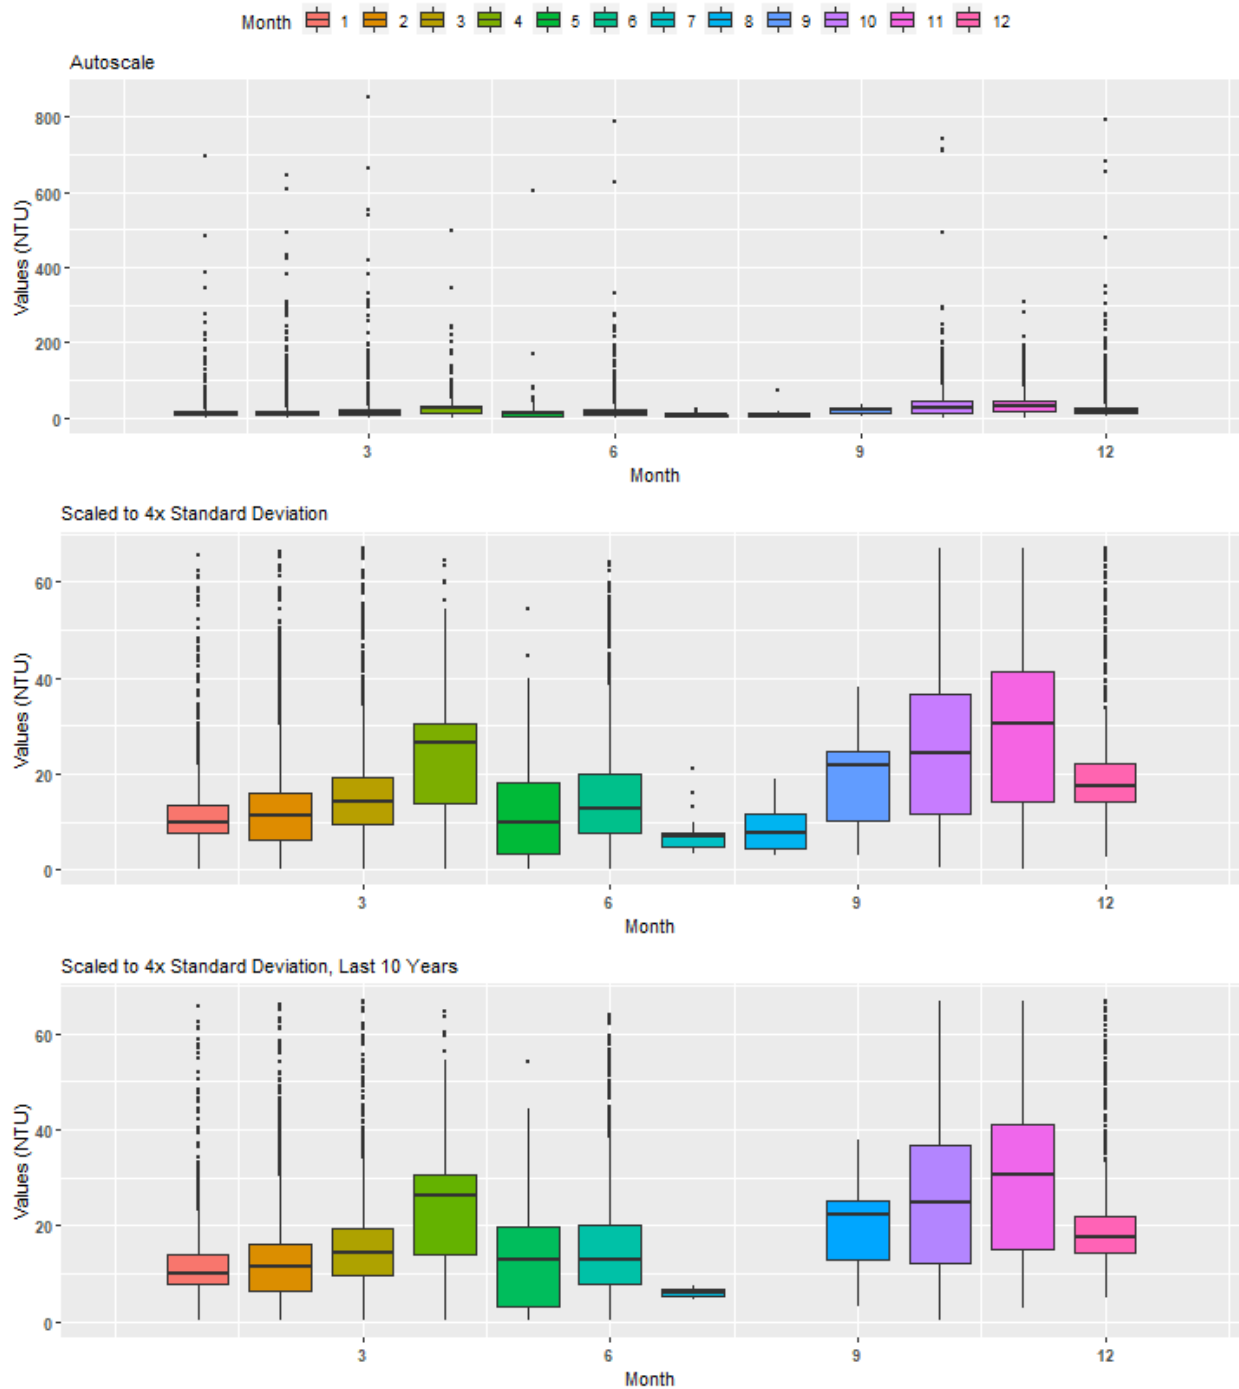 Month 1 2 3 4 5 6 7 8 9 10 11 12
Autoscale
Values (NTU)
800
600
400
200
0
3 6 9 12
Month
Scaled to 4x Standard Deviation
Values (NTU)
60
40
20
0
3 6 9 12
Month
Scaled to 4x Standard Deviation, Last 10 Years
Values (NTU)
60
40
20
0
3 6 9 12
Month